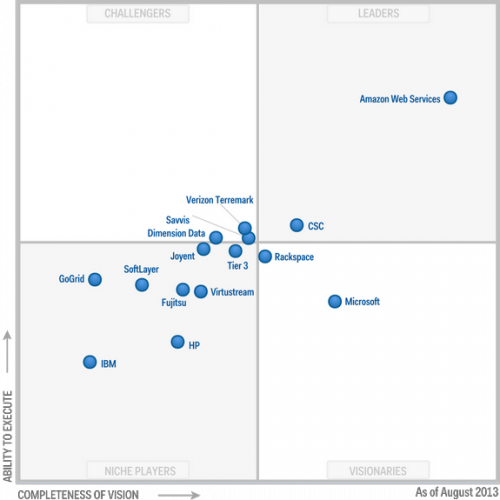 CHALLENGERS
LEADERS
Amazon Web Services
Verizon Terremark
Savvis
CSC
Dimension Data
Joyent
Rackspace
Tier 3
SoftLayer
GoGrid
Virtustream
Fujitsu
Microsoft
HP
IBM
ABILITY TO EXECUTE
NICHE PLAYERS
VISIONARIES
COMPLETENESS OF VISION
As of August 2013